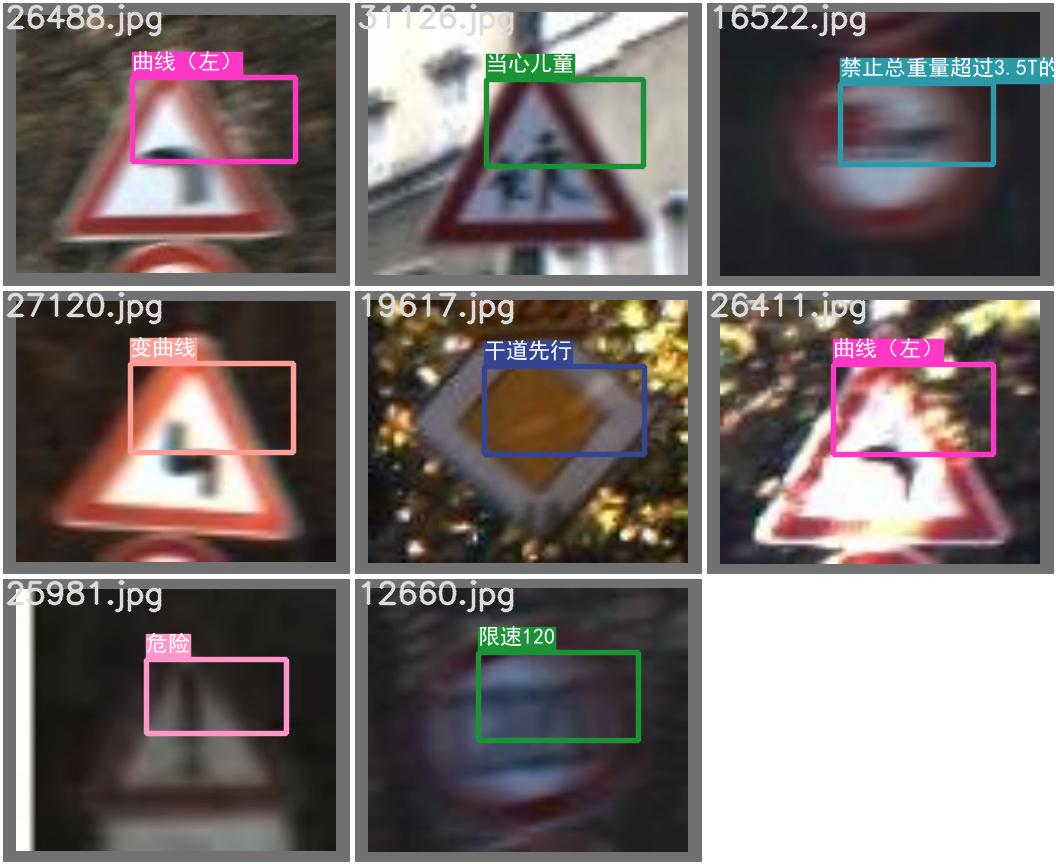 26488.jpg
曲线（左）
31126.jpg
当心儿童
16522.jpg
禁止总重量超过3.5T的
27120.jpg
变曲线
19617.jpg
干道先行
26411.jpg
曲线（左）
25981.jpg
危险
12660.jpg
限速120